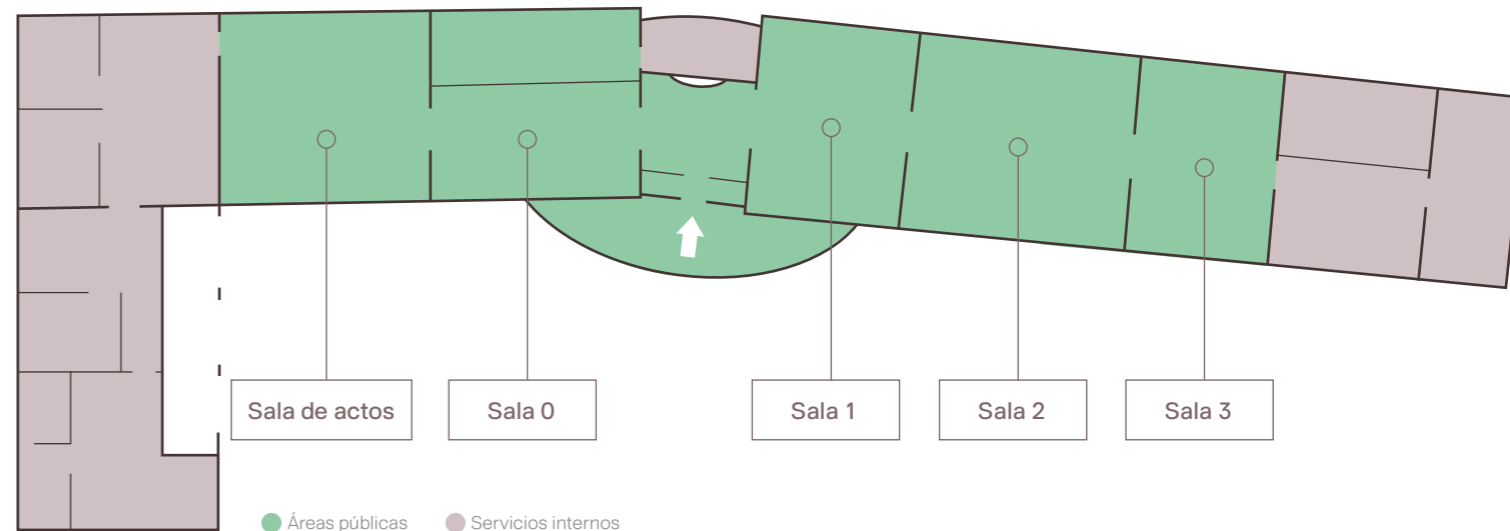 Sala de actos
Sala 0
Sala 1
Sala 2
Sala 3
Áreas públicas
Servicios internos